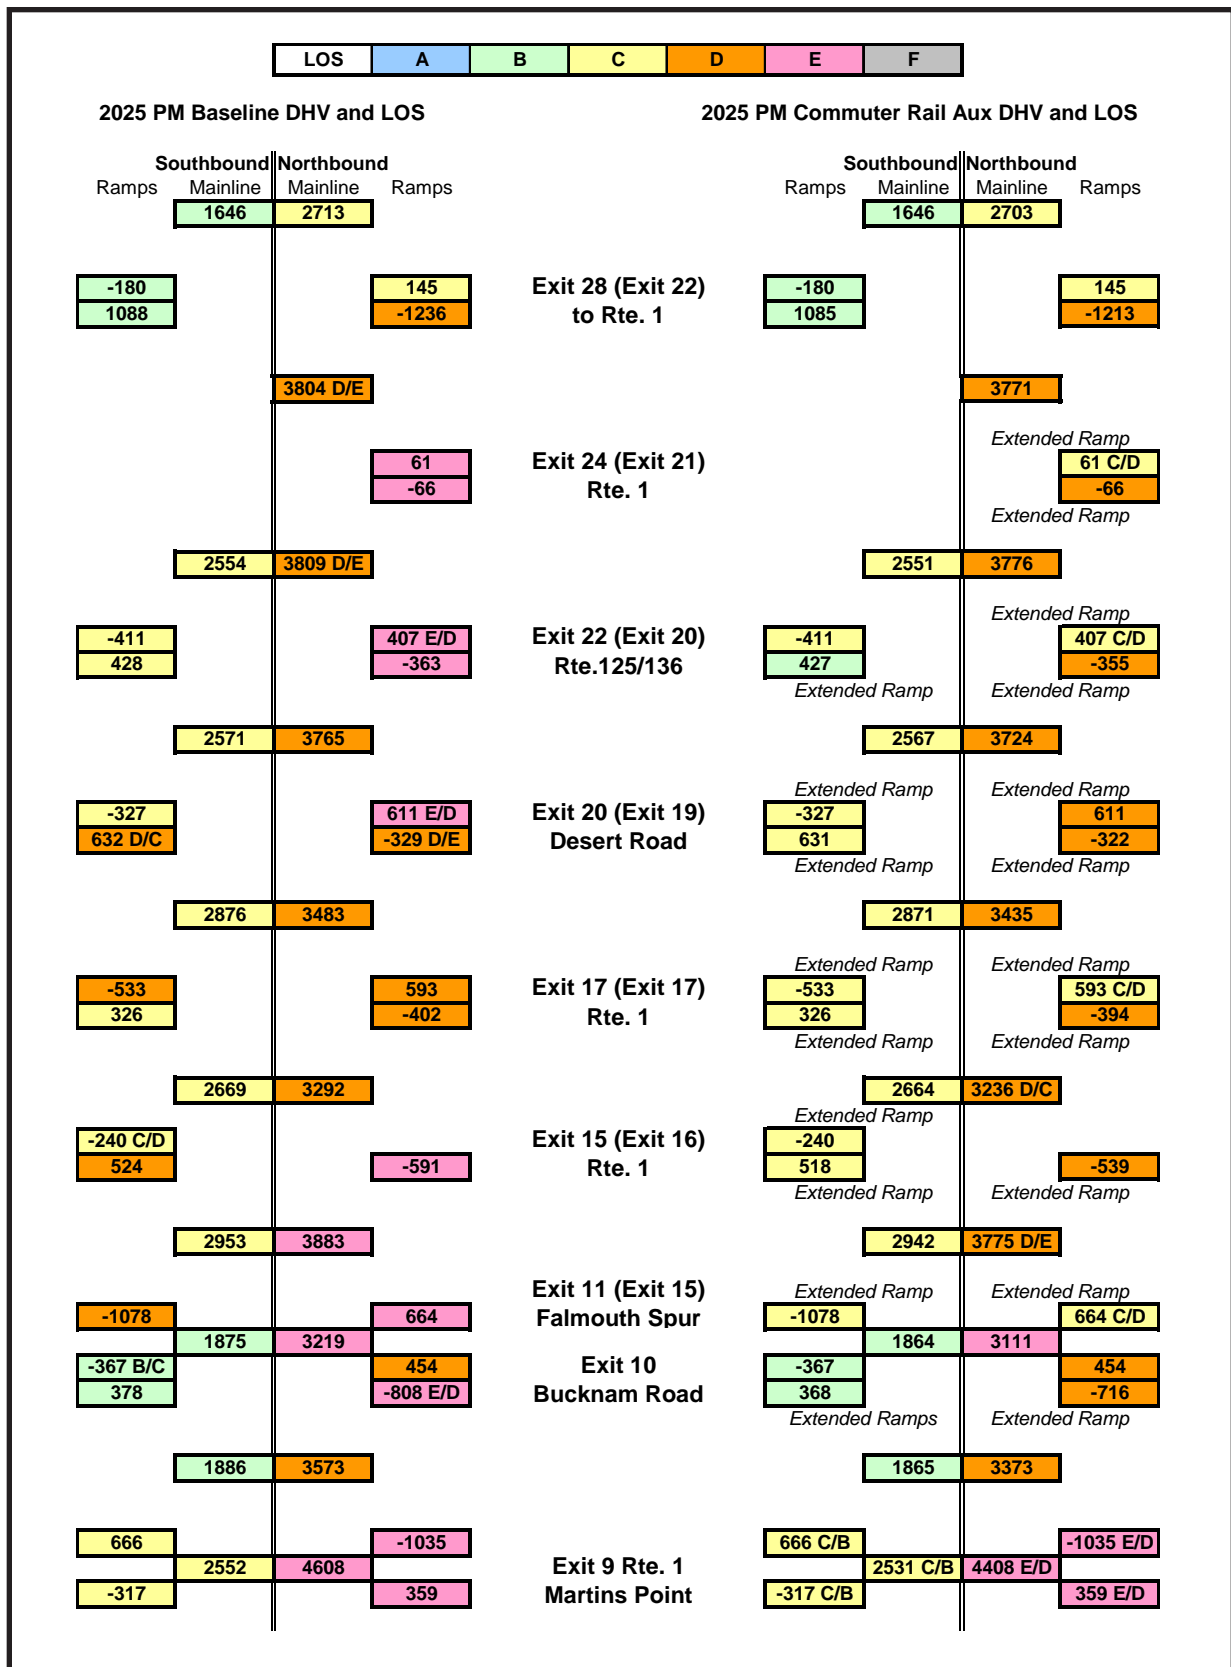 LOS A B C D E F
2025 PM Baseline DHV and LOS 2025 PM Commuter Rail Aux DHV and LOS
Southbound Northbound Southbound Northbound
Ramps Mainline Mainline Ramps Ramps Mainline Mainline Ramps
1646 2713 1646 2703
-180 145 Exit 28 (Exit 22) -180 145
1088 -1236 to Rte. 1 1085 -1213
3804 D/E 3771
Extended Ramp
61 Exit 24 (Exit 21) 61 C/D
-66 Rte. 1 -66
Extended Ramp
2554 3809 D/E 2551 3776
Extended Ramp
-411 407 E/D Exit 22 (Exit 20) -411 407 C/D
428 -363 Rte.125/136 427 -355
Extended Ramp Extended Ramp
2571 3765 2567 3724
Extended Ramp Extended Ramp
-327 611 E/D Exit 20 (Exit 19) -327 611
632 D/C -329 D/E Desert Road 631 -322
Extended Ramp Extended Ramp
2876 3483 2871 3435
Extended Ramp Extended Ramp
-533 593 Exit 17 (Exit 17) -533 593 C/D
326 -402 Rte. 1 326 -394
Extended Ramp Extended Ramp
2669 3292 2664 3236 D/C
Extended Ramp
-240 C/D Exit 15 (Exit 16) -240
524 -591 Rte. 1 518 -539
Extended Ramp Extended Ramp
2953 3883 2942 3775 D/E
Exit 11 (Exit 15) Extended Ramp Extended Ramp
-1078 664 Falmouth Spur -1078 664 C/D
1875 3219 1864 3111
-367 B/C 454 Exit 10 -367 454
378 -808 E/D Bucknam Road 368 -716
Extended Ramps Extended Ramp
1886 3573 1865 3373
666 -1035 666 C/B -1035 E/D
2552 4608 Exit 9 Rte. 1 2531 C/B 4408 E/D
-317 359 Martins Point -317 C/B 359 E/D